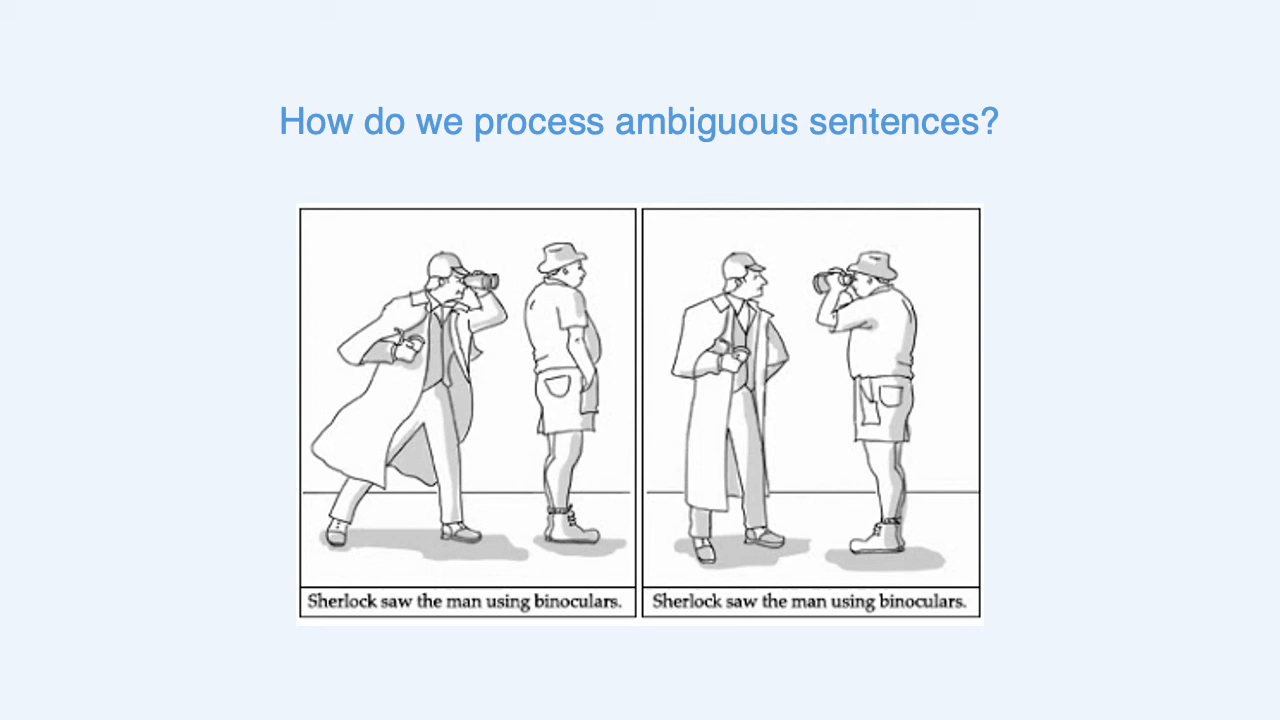 How do we process ambiguous sentences?
Sherlock saw the man using binoculars.
Sherlock saw the man using binoculars.